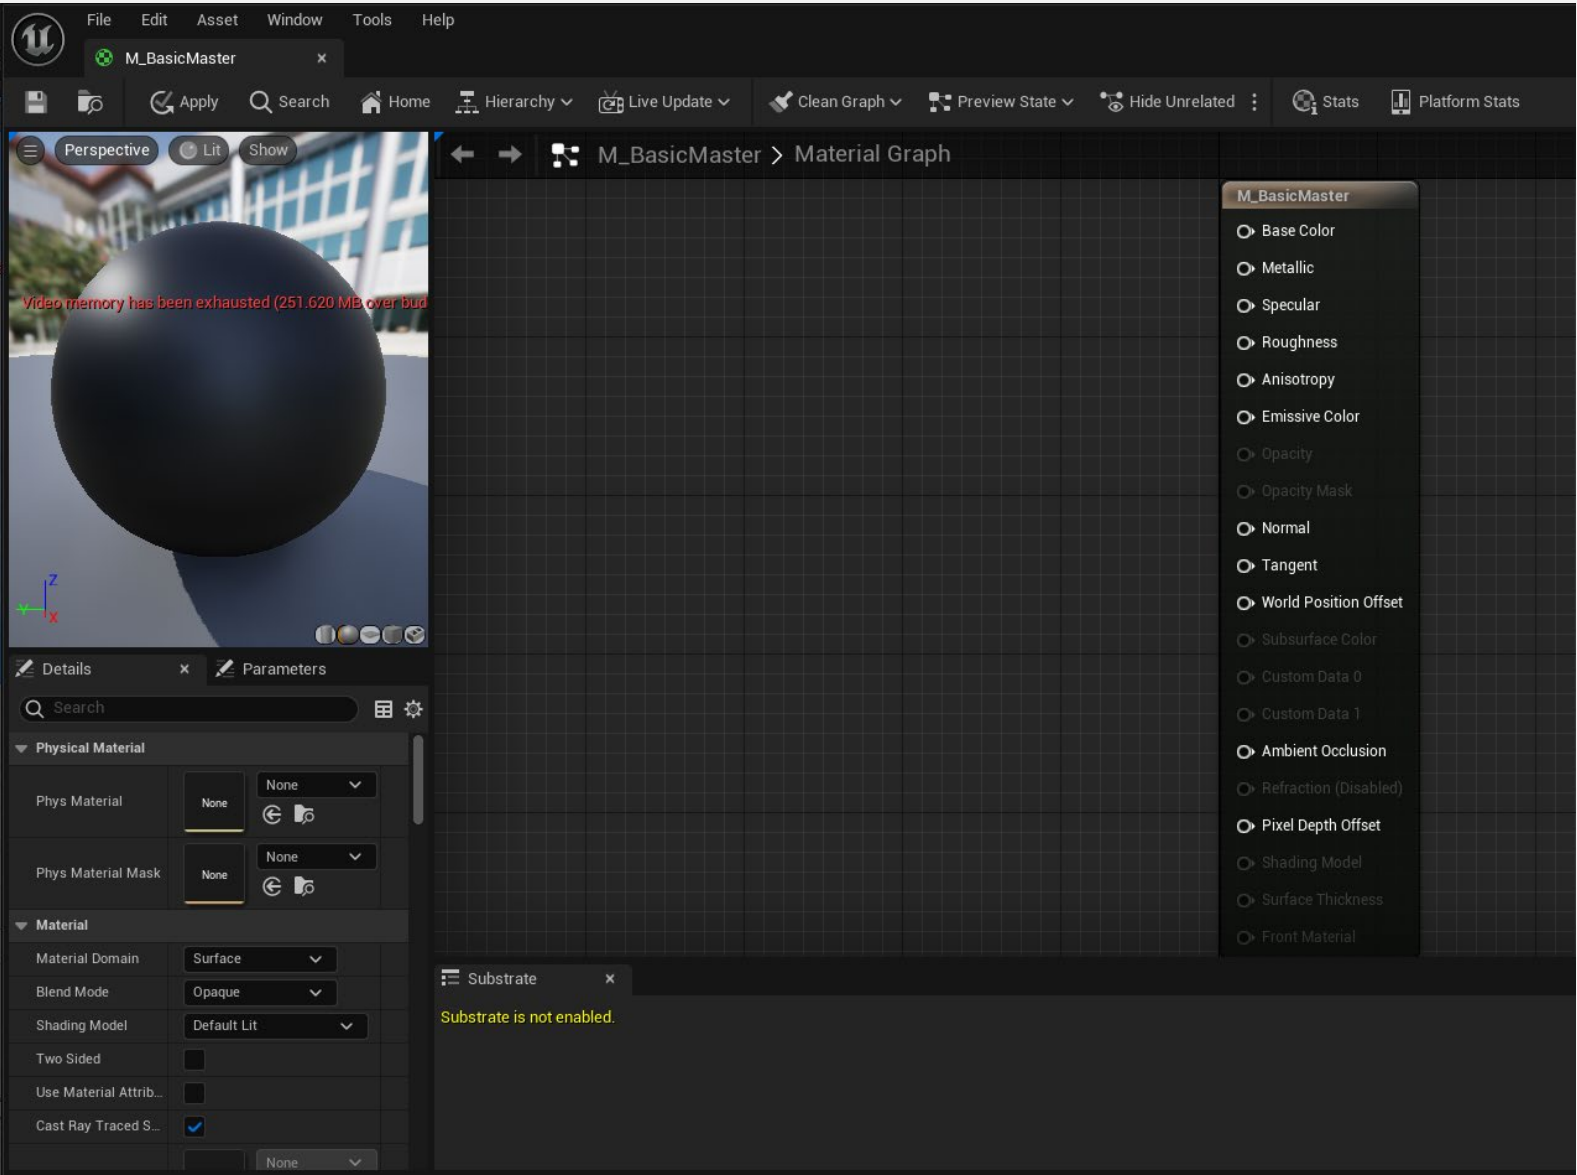 File Edit Asset Window Tools Help
M_BasicMaster
Apply Search Home Hierarchy Live Update Clean Graph Preview State Hide Unrelated Stats Platform Stats
Perspective Lit Show
M_BasicMaster > Material Graph
M_BasicMaster
Base Color
Metallic
Specular
Roughness
Anisotropy
Emissive Color
Opacity
Opacity Mask
Normal
Tangent
World Position Offset
Subsurface Color
Custom Data 0
Custom Data 1
Ambient Occlusion
Refraction (Disabled)
Pixel Depth Offset
Shading Model
Surface Thickness
Front Material
Video memory has been exhausted (251.620 MB over bud
Z
Y
X
Details Parameters
Search
Physical Material
Phys Material None None
Phys Material Mask None None
Material
Material Domain Surface
Blend Mode Opaque
Shading Model Default Lit
Two Sided
Use Material Attrib...
Cast Ray Traced S...
None
Substrate
Substrate is not enabled.